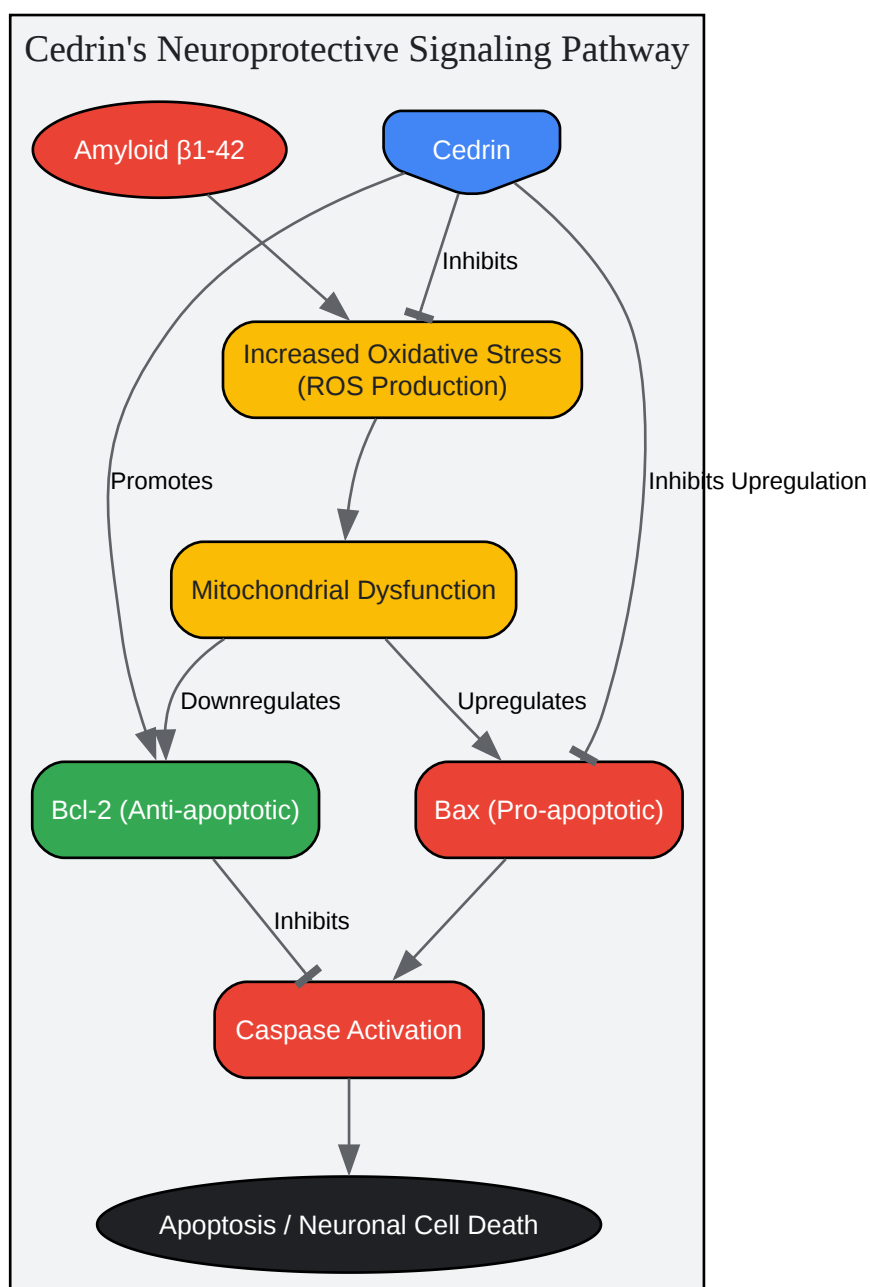 Cedrin's Neuroprotective Signaling Pathway
Amyloid β1-42
Cedrin
Inhibits
Increased Oxidative Stress
(ROS Production)
Promotes
Inhibits Upregulation
Mitochondrial Dysfunction
Downregulates
Upregulates
Bcl-2 (Anti-apoptotic)
Bax (Pro-apoptotic)
Inhibits
Caspase Activation
Apoptosis / Neuronal Cell Death